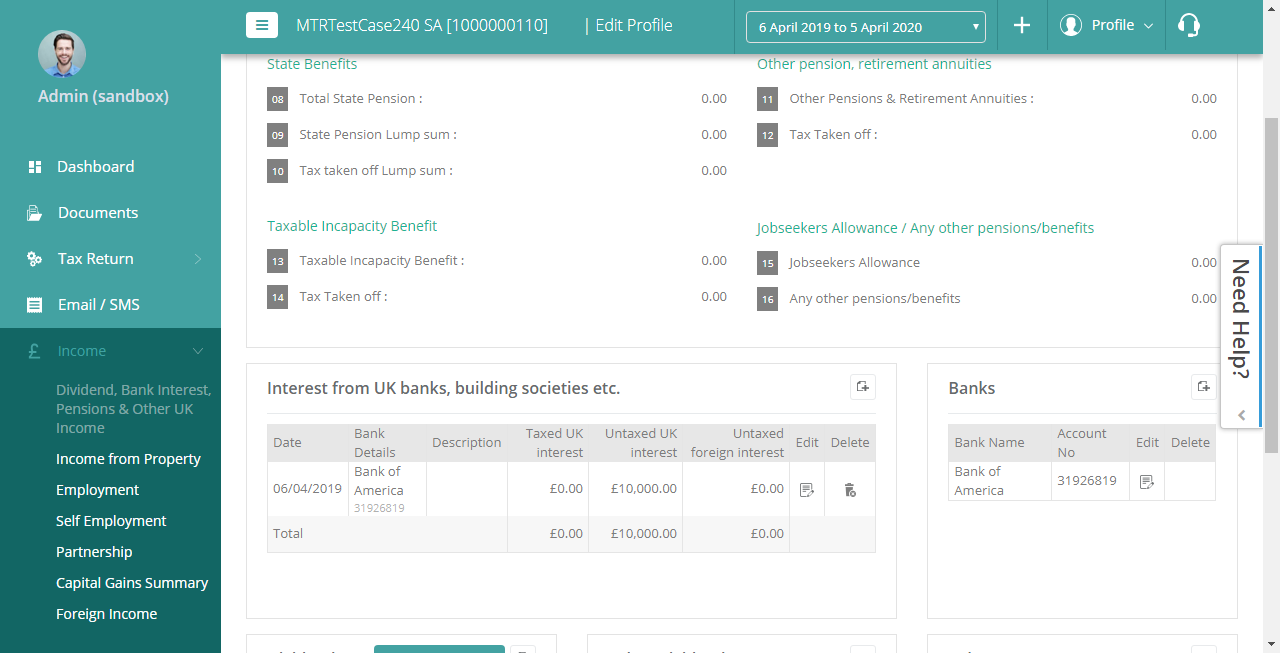 MTRTestCase240 SA [1000000110] | Edit Profile
6 April 2019 to 5 April 2020
Profile
Admin (sandbox)
Dashboard
Documents
Tax Return
Email / SMS
£ Income
Dividend, Bank Interest,
Pensions & Other UK
Income
Income from Property
Employment
Self Employment
Partnership
Capital Gains Summary
Foreign Income
State Benefits
08 Total State Pension : 0.00
09 State Pension Lump sum : 0.00
10 Tax taken off Lump sum : 0.00
Other pension, retirement annuities
11 Other Pensions & Retirement Annuities : 0.00
12 Tax Taken off : 0.00
Taxable Incapacity Benefit
13 Taxable Incapacity Benefit : 0.00
14 Tax Taken off : 0.00
Jobseekers Allowance / Any other pensions/benefits
15 Jobseekers Allowance 0.00
16 Any other pensions/benefits 0.00
Need Help?
Interest from UK banks, building societies etc.
Date Bank Details Description Taxed UK interest Untaxed UK interest Untaxed foreign interest Edit Delete
06/04/2019 Bank of America 31926819 £0.00 £10,000.00 £0.00
Total £0.00 £10,000.00 £0.00
Banks
Bank Name Account No Edit Delete
Bank of America 31926819